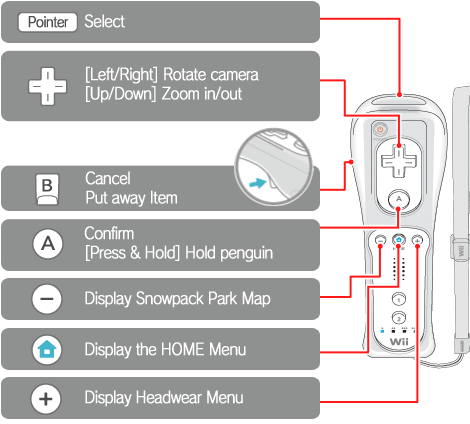 Pointer Select
[Left/Right] Rotate camera
[Up/Down] Zoom in/out
B Cancel
Put away Item
A Confirm
[Press & Hold] Hold penguin
Display Snowpack Park Map
Display the HOME Menu
Display Headwear Menu
A
1
2
Wii
Wii